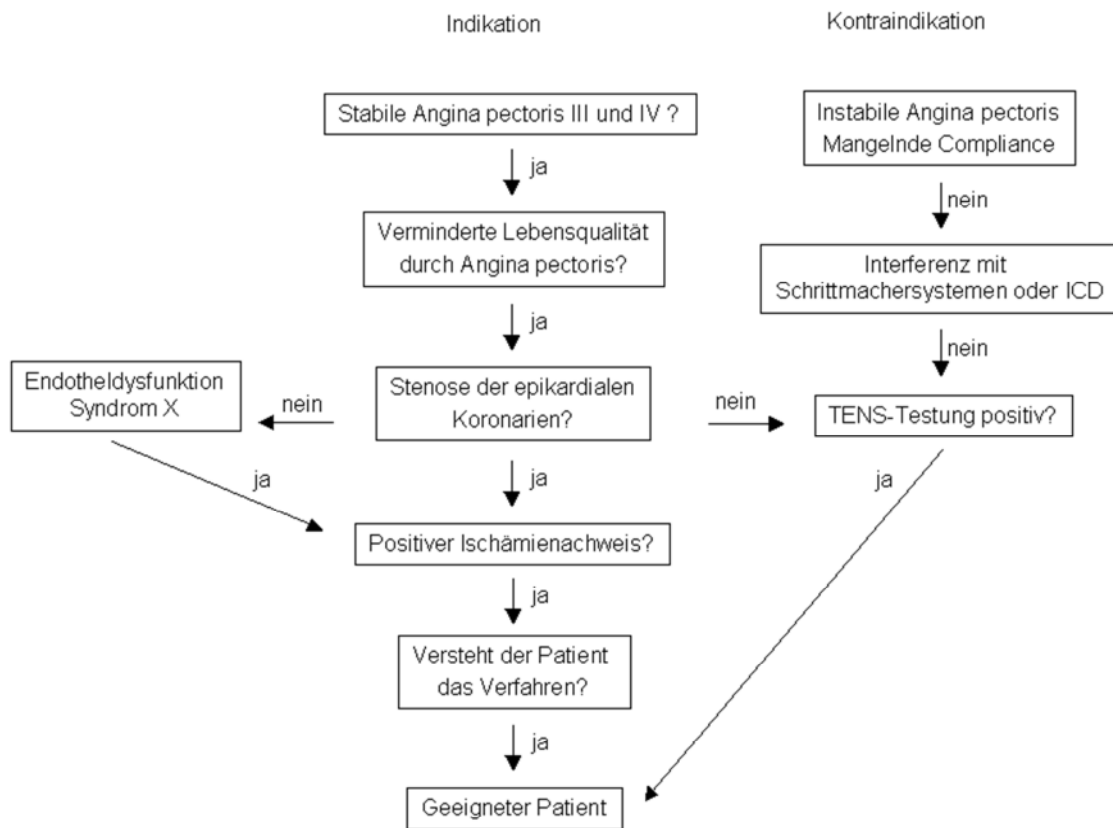 Indikation
Kontraindikation
Stabile Angina pectoris III und IV ?
Instabile Angina pectoris
Mangelnde Compliance
ja
nein
Verminderte Lebensqualität
durch Angina pectoris?
Interferenz mit
Schrittmachersystemen oder ICD
ja
nein
Endotheldysfunktion
Syndrom X
nein
Stenose der epikardialen
Koronarien?
nein
TENS-Testung positiv?
ja
ja
ja
Positiver Ischämienachweis?
ja
Versteht der Patient
das Verfahren?
ja
Geeigneter Patient